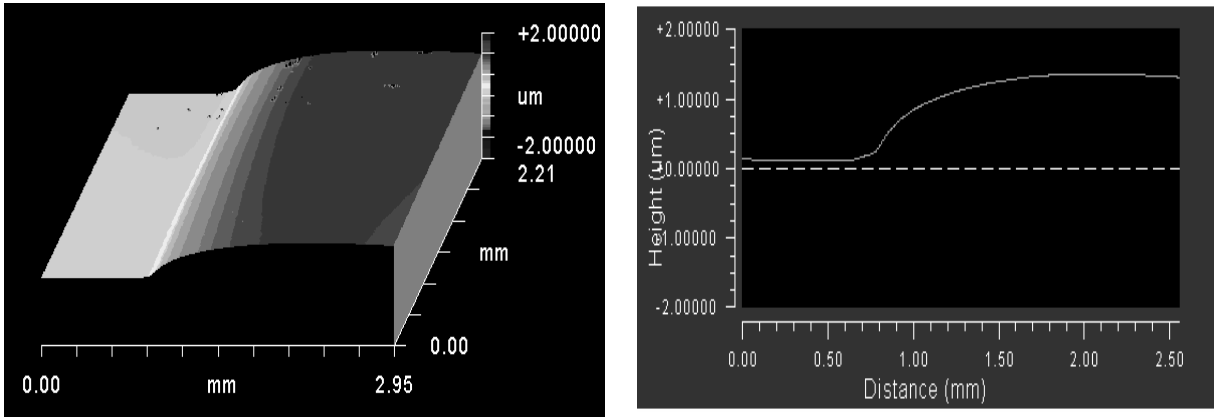 +2.00000
um
-2.00000
2.21
mm
0.00
0.00 mm 2.95
+2.00000
+1.00000
+0.00000
-1.00000
-2.00000
Height (um)
0.00 0.50 1.00 1.50 2.00 2.50
Distance (mm)